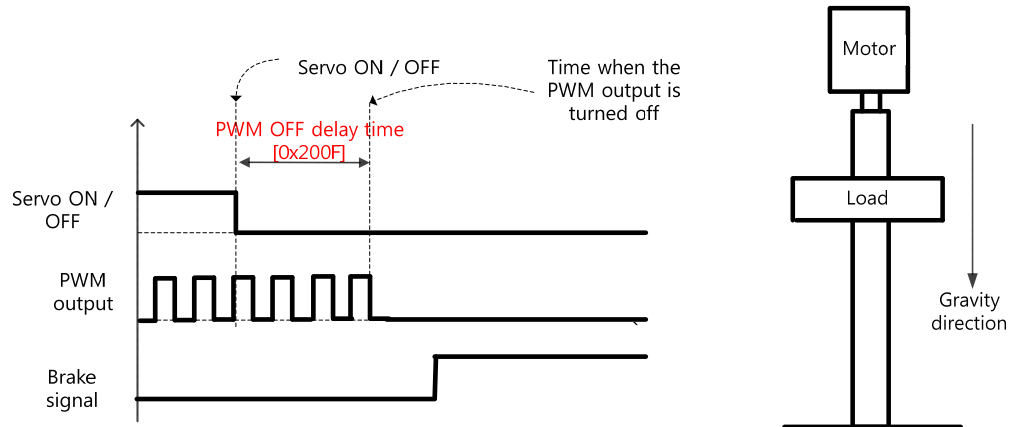 Servo ON / OFF
Time when the
PWM output is
turned off
PWM OFF delay time
[0x200F]
Servo ON /
OFF
PWM
output
Brake
signal
Motor
Load
Gravity
direction